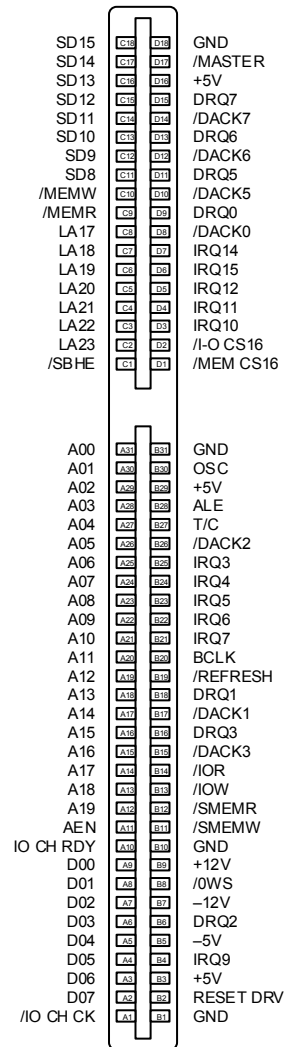 SD15 C18 D18 GND
SD14 C17 D17 /MASTER
SD13 C16 D16 +5V
SD12 C15 D15 DRQ7
SD11 C14 D14 /DACK7
SD10 C13 D13 DRQ6
SD9 C12 D12 /DACK6
SD8 C11 D11 DRQ5
/MEMW C10 D10 /DACK5
/MEMR C9 D9 DRQ0
LA17 C8 D8 /DACK0
LA18 C7 D7 IRQ14
LA19 C6 D6 IRQ15
LA20 C5 D5 IRQ12
LA21 C4 D4 IRQ11
LA22 C3 D3 IRQ10
LA23 C2 D2 /I-O CS16
/SBHE C1 D1 /MEM CS16
A00 A31 B31 GND
A01 A30 B30 OSC
A02 A29 B29 +5V
A03 A28 B28 ALE
A04 A27 B27 T/C
A05 A26 B26 /DACK2
A06 A25 B25 IRQ3
A07 A24 B24 IRQ4
A08 A23 B23 IRQ5
A09 A22 B22 IRQ6
A10 A21 B21 IRQ7
A11 A20 B20 BCLK
A12 A19 B19 /REFRESH
A13 A18 B18 DRQ1
A14 A17 B17 /DACK1
A15 A16 B16 DRQ3
A16 A15 B15 /DACK3
A17 A14 B14 /IOR
A18 A13 B13 /IOW
A19 A12 B12 /SMEMR
AEN A11 B11 /SMEMW
IO CH RDY A10 B10 GND
D00 A9 B9 +12V
D01 A8 B8 /0WS
D02 A7 B7 –12V
D03 A6 B6 DRQ2
D04 A5 B5 –5V
D05 A4 B4 IRQ9
D06 A3 B3 +5V
D07 A2 B2 RESET DRV
/IO CH CK A1 B1 GND